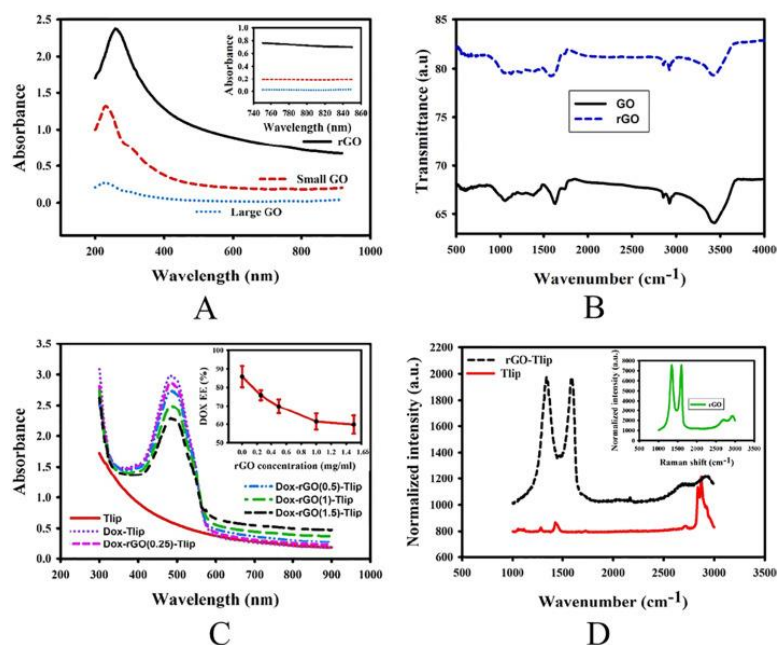 2.5
2.0
1.5
1.0
0.5
0.0
Absorbance
200
400
600
800
1000
Wavelength (nm)
1.0
0.8
0.6
0.4
0.2
0.0
Absorbance
740 760 780 800 820 840 860
Wavelength (nm)
rGO
Small GO
Large GO
A
85
80
75
70
65
Transmittance (a.u)
GO
rGO
500 1000 1500 2000 2500 3000 3500 4000
Wavenumber (cm-1)
B
3.5
3.0
2.5
2.0
1.5
1.0
0.5
0.0
Absorbance
100
90
80
70
60
50
DOX EE (%)
0.0 0.2 0.4 0.6 0.8 1.0 1.2 1.4 1.65
rGO concentration (mg/ml)
Dox-rGO(0.5)-Tlip
Dox-rGO(1)-Tlip
Dox-rGO(1.5)-Tlip
Tlip
Dox-Tlip
Dox-rGO(0.25)-Tlip
200 300 400 500 600 700 800 900 1000
Wavelength (nm)
C
2200
2000
1800
1600
1400
1200
1000
800
600
Normalized intensity (a.u.)
rGO-Tlip
Tlip
8000
7000
6000
5000
4000
3000
2000
1000
0
Normalized intensity (a.u.)
rGO
500 1000 1500 2000 2500 3000 3500
Raman shift (cm-1)
500 1000 1500 2000 2500 3000 3500
Wavenumber (cm-1)
D